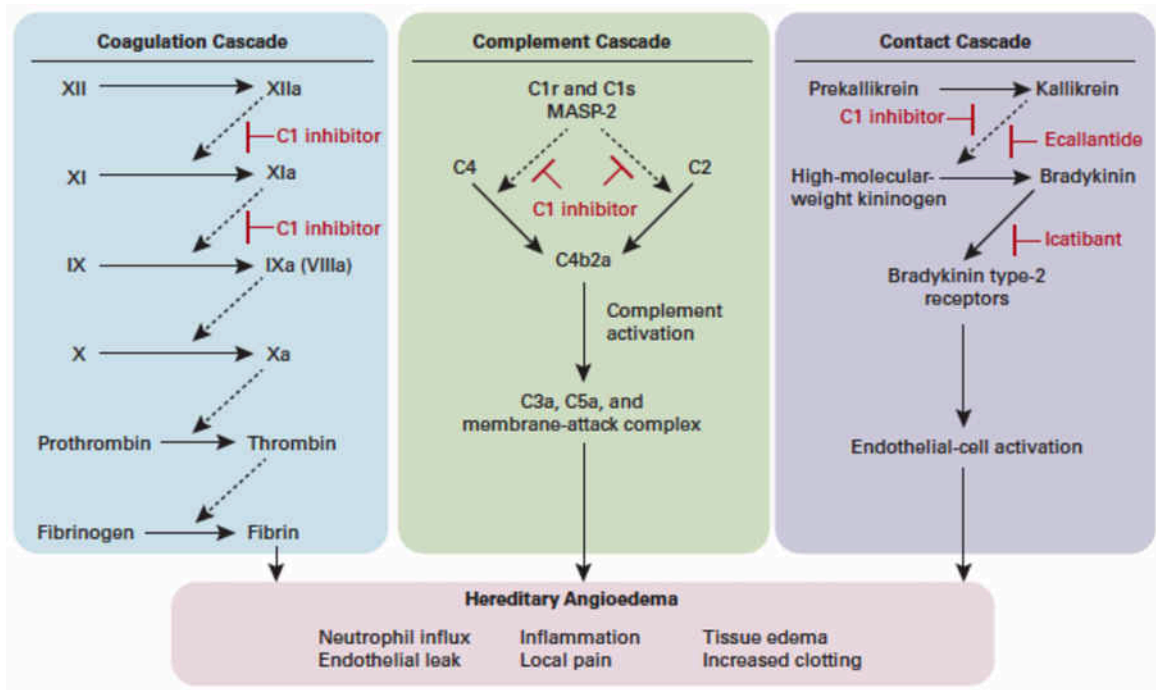 Coagulation Cascade
XII
XIIa
C1 inhibitor
XI
XIa
C1 inhibitor
IX
IXa (VIIIa)
X
Xa
Prothrombin
Thrombin
Fibrinogen
Fibrin
Complement Cascade
C1r and C1s
MASP-2
C4
C2
C1 inhibitor
C4b2a
Complement
activation
C3a, C5a, and
membrane-attack complex
Contact Cascade
Prekallikrein
Kallikrein
C1 inhibitor
Ecallantide
High-molecular-
weight kininogen
Bradykinin
Icatibant
Bradykinin type-2
receptors
Endothelial-cell activation
Hereditary Angioedema
Neutrophil influx
Inflammation
Tissue edema
Endothelial leak
Local pain
Increased clotting